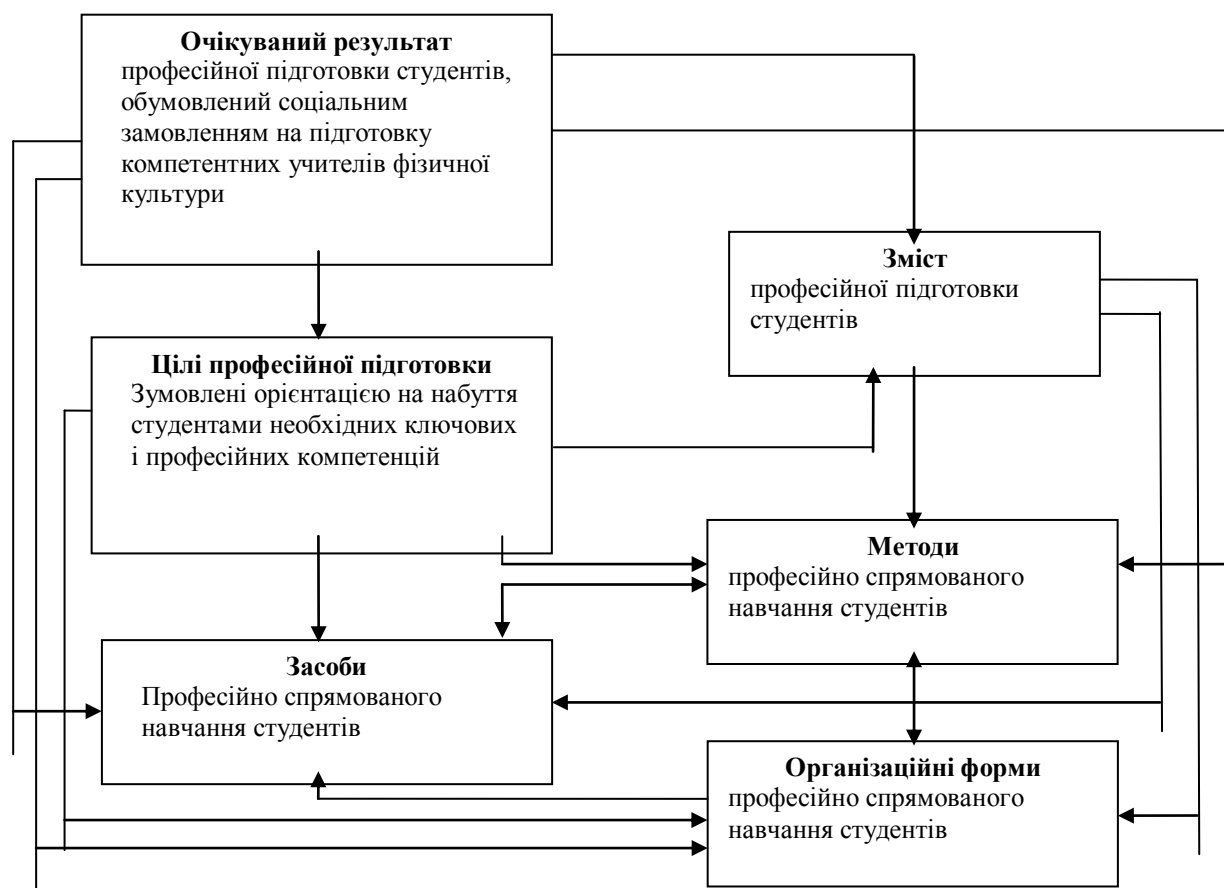 Очікуваний результат
професійної підготовки студентів,
обумовлений соціальним
замовленням на підготовку
компетентних учителів фізичної
культури
Зміст
професійної підготовки
студентів
Цілі професійної підготовки
Зумовлені орієнтацією на набуття
студентами необхідних ключових
і професійних компетенцій
Методи
професійно спрямованого
навчання студентів
Засоби
Професійно спрямованого
навчання студентів
Організаційні форми
професійно спрямованого
навчання студентів